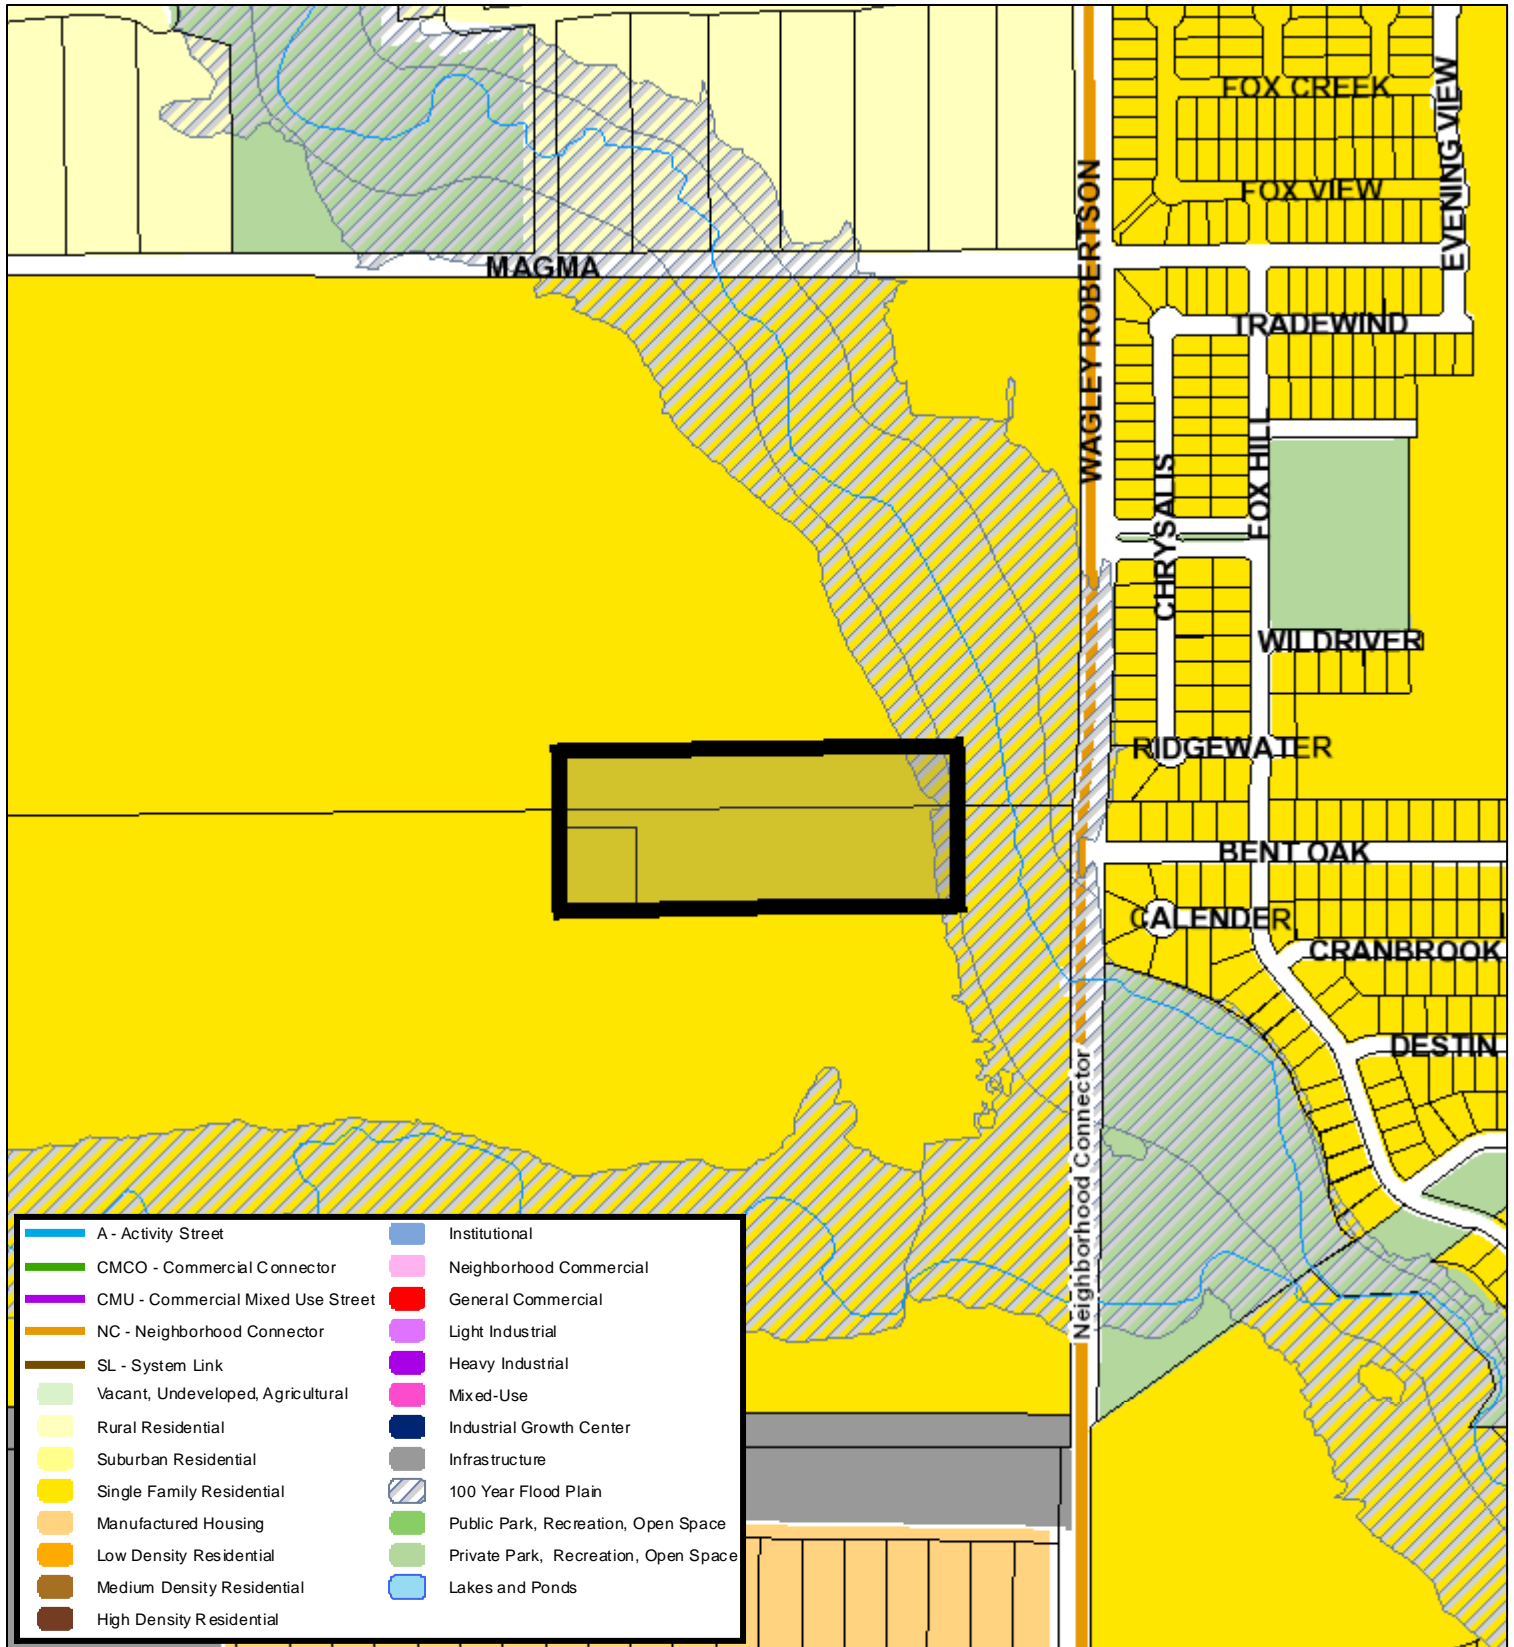 FOX CREEK
EVENING VIEW
FOX VIEW
WAGLEY ROBERTSON
MAGMA
TRADEWIND
FOX HILL
CHRYSALIS
WILDRIVER
RIDGEWATER
BENT OAK
CALENDER
CRANBROOK
DESTIN
Neighborhood Connector
A - Activity Street
CMCO - Commercial Connector
CMU - Commercial Mixed Use Street
NC - Neighborhood Connector
SL - System Link
Vacant, Undeveloped, Agricultural
Rural Residential
Suburban Residential
Single Family Residential
Manufactured Housing
Low Density Residential
Medium Density Residential
High Density Residential
Institutional
Neighborhood Commercial
General Commercial
Light Industrial
Heavy Industrial
Mixed-Use
Industrial Growth Center
Infrastructure
100 Year Flood Plain
Public Park, Recreation, Open Space
Private Park, Recreation, Open Space
Lakes and Ponds